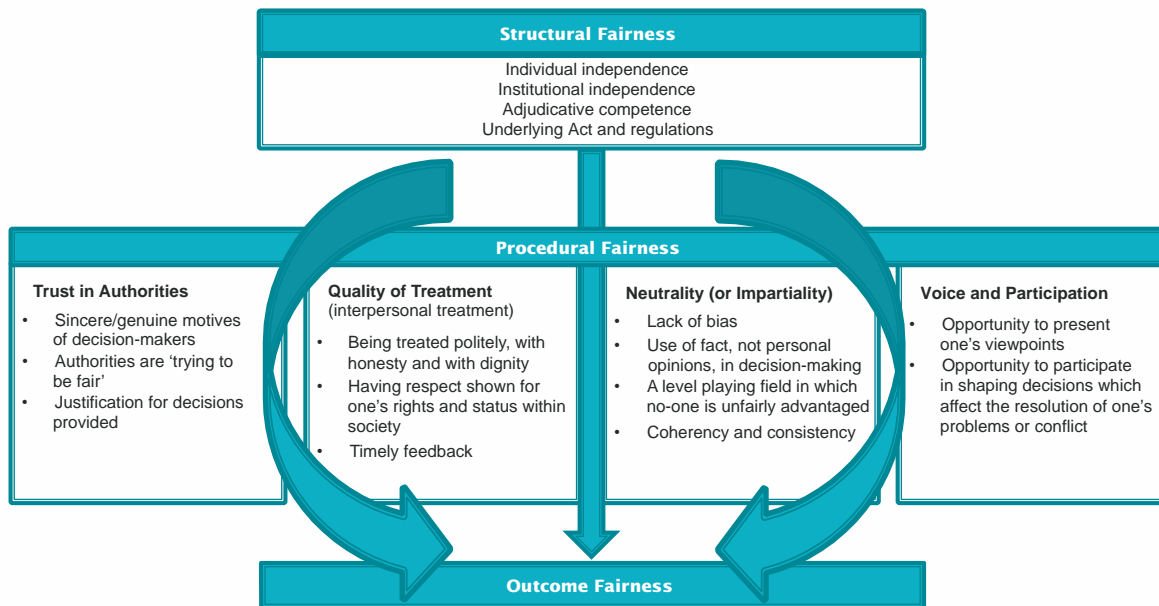 Structural Fairness
Individual independence
Institutional independence
Adjudicative competence
Underlying Act and regulations
Procedural Fairness
Trust in Authorities
• Sincere/genuine motives
of decision-makers
• Authorities are ‘trying to
be fair’
• Justification for decisions
provided
Quality of Treatment
(interpersonal treatment)
• Being treated politely, with
honesty and with dignity
• Having respect shown for
one’s rights and status within
society
• Timely feedback
Neutrality (or Impartiality)
• Lack of bias
• Use of fact, not personal
opinions, in decision-making
• A level playing field in which
no-one is unfairly advantaged
• Coherency and consistency
Voice and Participation
• Opportunity to present
one’s viewpoints
• Opportunity to participate
in shaping decisions which
affect the resolution of one’s
problems or conflict
Outcome Fairness